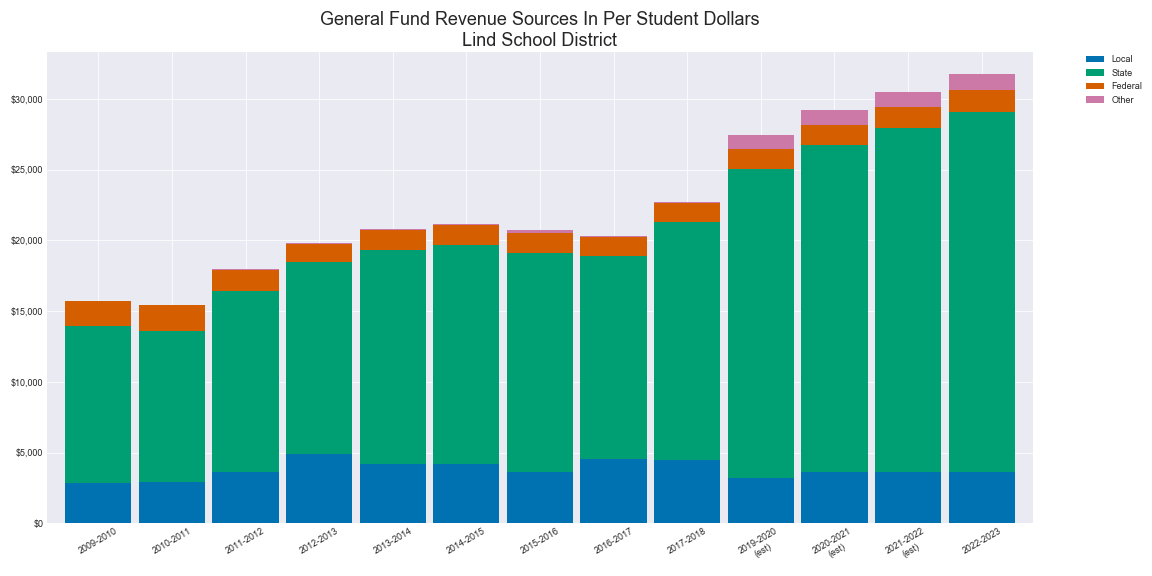 General Fund Revenue Sources In Per Student Dollars
Lind School District
Local
State
Federal
Other
$30,000
$25,000
$20,000
$15,000
$10,000
$5,000
$0
2009-2010
2010-2011
2011-2012
2012-2013
2013-2014
2014-2015
2015-2016
2016-2017
2017-2018
2019-2020
(est)
2020-2021
(est)
2021-2022
(est)
2022-2023